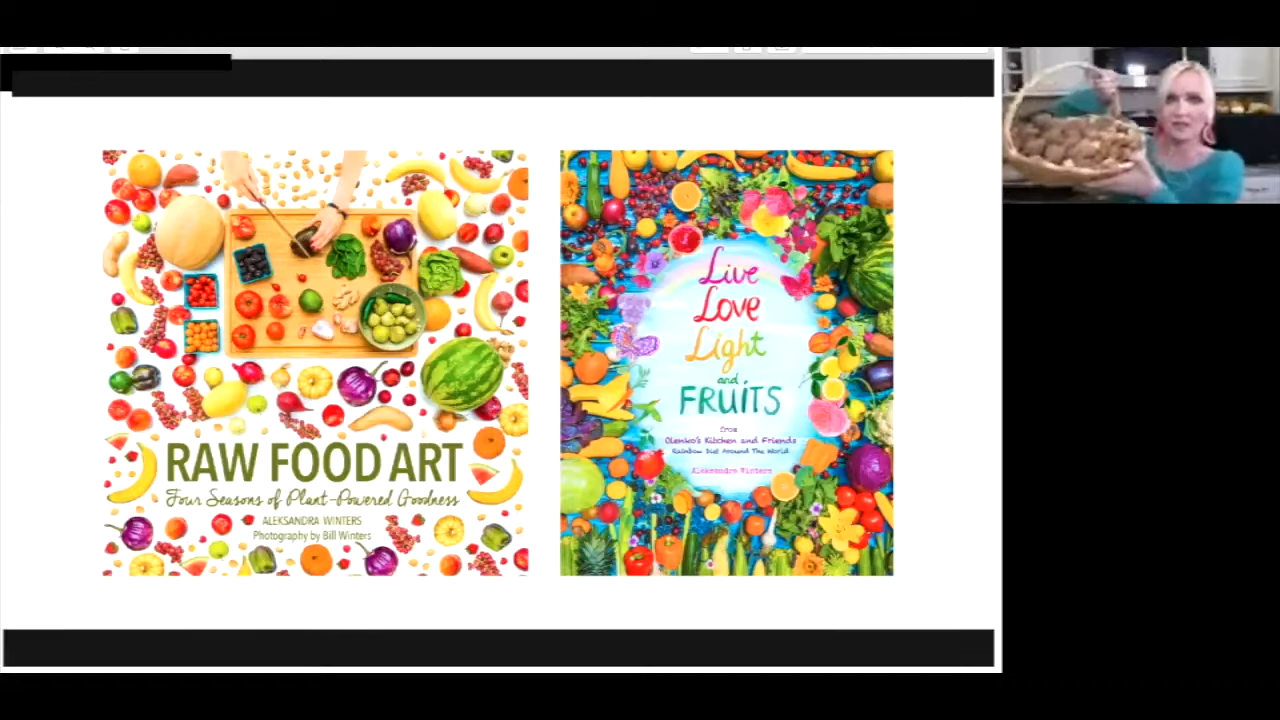 RAW FOOD ART
Four Seasons of Plant-Powered Goodness
ALEKSANDRA WINTERS
Photography by Bill Winters
Live
Love
Light
and
FRUITS
from
Olenko's Kitchen and Friends
Rainbow Diet Around The World
Aleksandra Winters